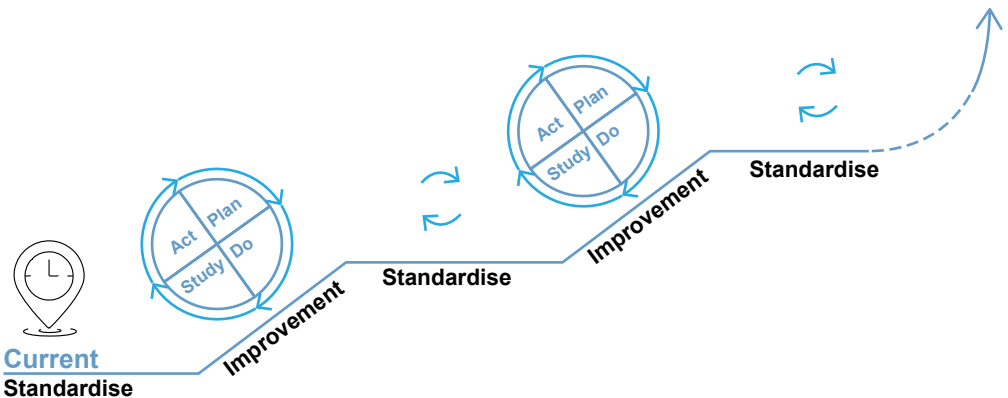 Current
Standardise
Act
Plan
Study
Do
Improvement
Standardise
Act
Plan
Study
Do
Improvement
Standardise